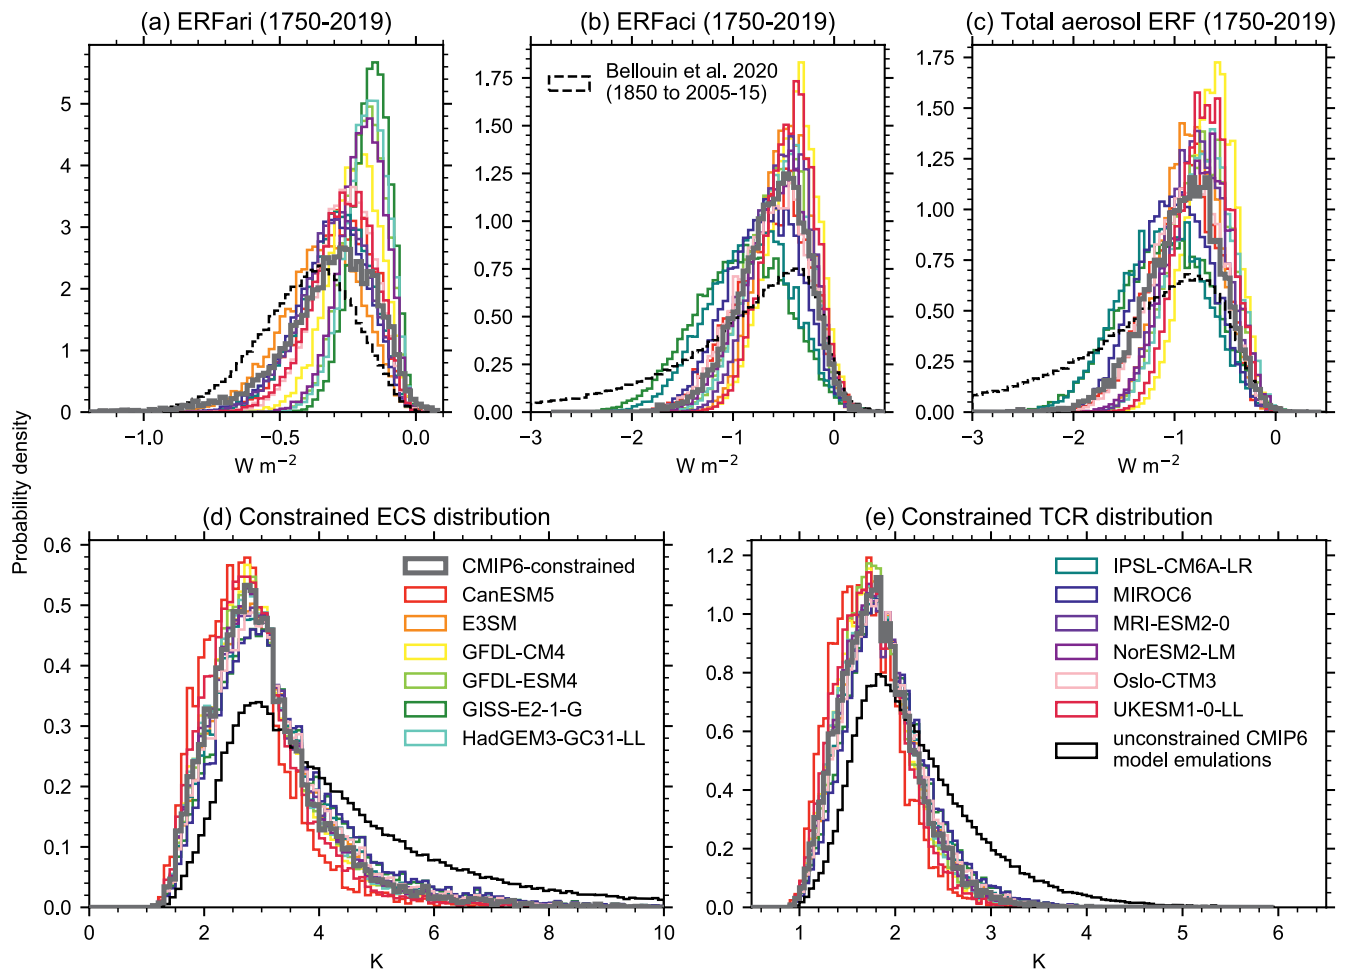 (a) ERFari (1750-2019)
(b) ERFaci (1750-2019)
(c) Total aerosol ERF (1750-2019)
5
4
3
2
1
0
−1.0
−0.5
0.0
W m⁻²
1.75
1.50
1.25
1.00
0.75
0.50
0.25
0.00
Bellouin et al. 2020
(1850 to 2005-15)
−3
−2
−1
0
W m⁻²
1.75
1.50
1.25
1.00
0.75
0.50
0.25
0.00
−3
−2
−1
0
W m⁻²
Probability density
(d) Constrained ECS distribution
0.6
0.5
0.4
0.3
0.2
0.1
0.0
CMIP6-constrained
CanESM5
E3SM
GFDL-CM4
GFDL-ESM4
GISS-E2-1-G
HadGEM3-GC31-LL
0
2
4
6
8
10
K
(e) Constrained TCR distribution
1.2
1.0
0.8
0.6
0.4
0.2
0.0
IPSL-CM6A-LR
MIROC6
MRI-ESM2-0
NorESM2-LM
Oslo-CTM3
UKESM1-0-LL
unconstrained CMIP6
model emulations
1
2
3
4
5
6
K